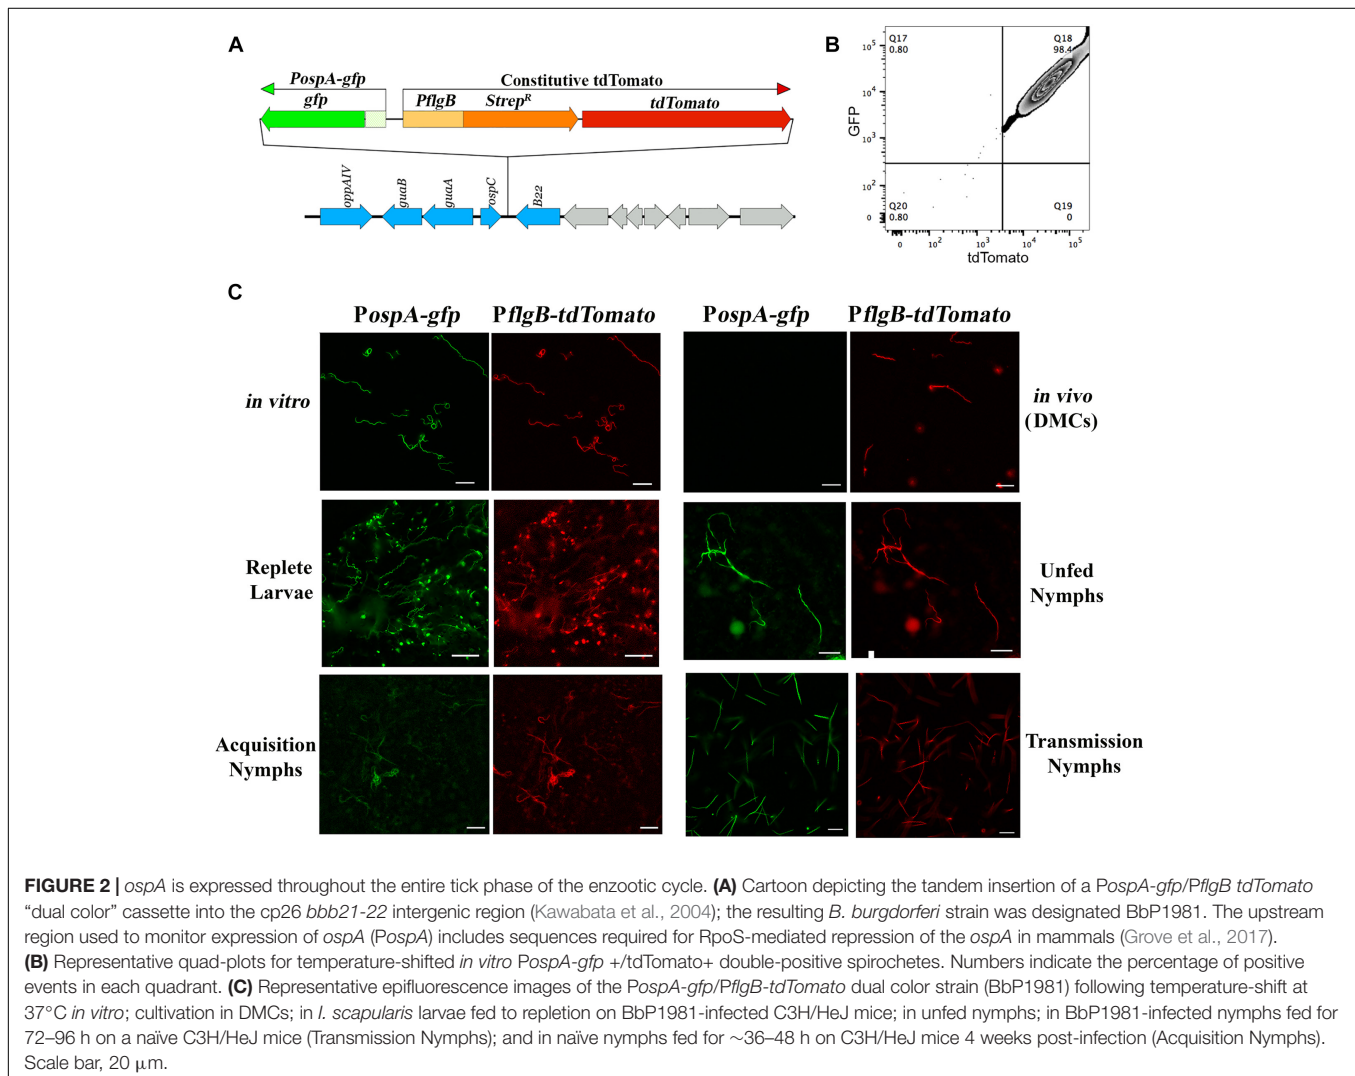 A
PospA-gfp
Constitutive tdTomato
gfp
PflgB
Strep^R
tdTomato
oppAIV
guaB
guaA
ospC
B22
B
Q17
0.80
Q18
98.4
10^5
10^4
10^3
10^2
0
GFP
Q20
0.80
Q19
0
0
10^2
10^3
10^4
10^5
tdTomato
C
PospA-gfp
PflgB-tdTomato
PospA-gfp
PflgB-tdTomato
in vitro
in vivo
(DMCs)
Replete
Larvae
Unfed
Nymphs
Acquisition
Nymphs
Transmission
Nymphs
FIGURE 2 | ospA is expressed throughout the entire tick phase of the enzootic cycle. (A) Cartoon depicting the tandem insertion of a PospA-gfp/PflgB tdTomato
“dual color” cassette into the cp26 bbb21-22 intergenic region (Kawabata et al., 2004); the resulting B. burgdorferi strain was designated BbP1981. The upstream
region used to monitor expression of ospA (PospA) includes sequences required for RpoS-mediated repression of the ospA in mammals (Grove et al., 2017).
(B) Representative quad-plots for temperature-shifted in vitro PospA-gfp +/tdTomato+ double-positive spirochetes. Numbers indicate the percentage of positive
events in each quadrant. (C) Representative epifluorescence images of the PospA-gfp/PflgB-tdTomato dual color strain (BbP1981) following temperature-shift at
37°C in vitro; cultivation in DMCs; in I. scapularis larvae fed to repletion on BbP1981-infected C3H/HeJ mice; in unfed nymphs; in BbP1981-infected nymphs fed for
72–96 h on a naïve C3H/HeJ mice (Transmission Nymphs); and in naïve nymphs fed for ∼36–48 h on C3H/HeJ mice 4 weeks post-infection (Acquisition Nymphs).
Scale bar, 20 μm.